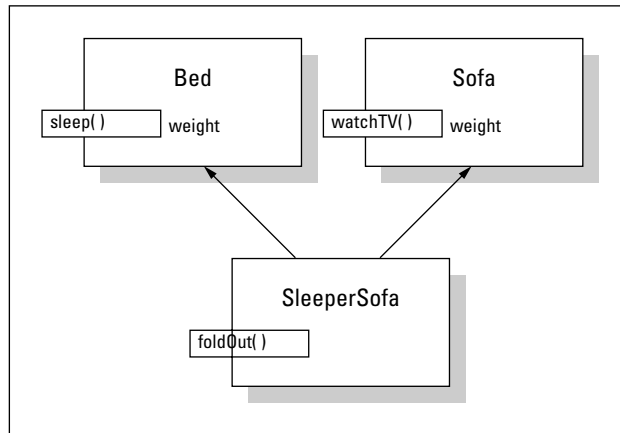 Bed
sleep( )
weight
Sofa
watchTV( )
weight
SleeperSofa
foldOut( )